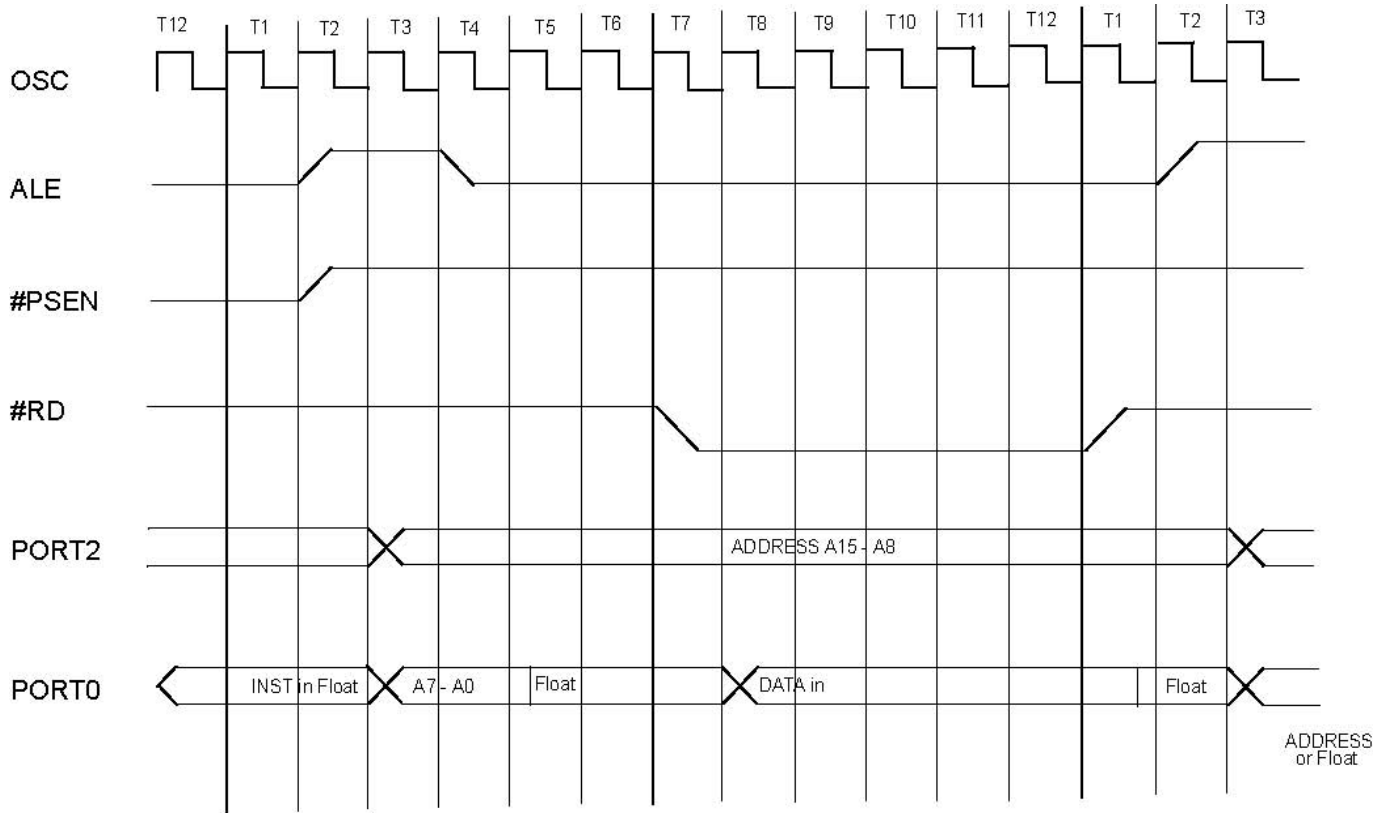 T12 T1 T2 T3 T4 T5 T6 T7 T8 T9 T10 T11 T12 T1 T2 T3
OSC
ALE
#PSEN
#RD
PORT2 ADDRESS A15 - A8
PORT0 INST in Float A7 - A0 Float DATA in Float
ADDRESS
or Float